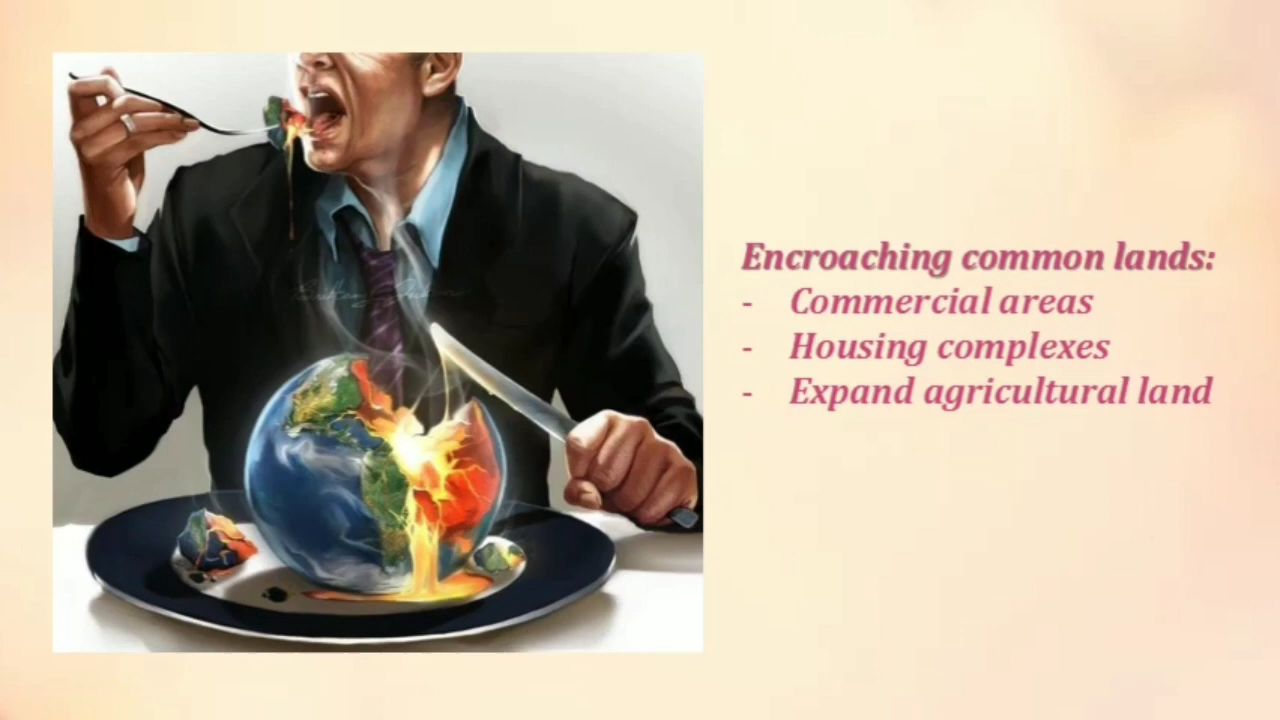 Encroaching common lands:
- Commercial areas
- Housing complexes
- Expand agricultural land